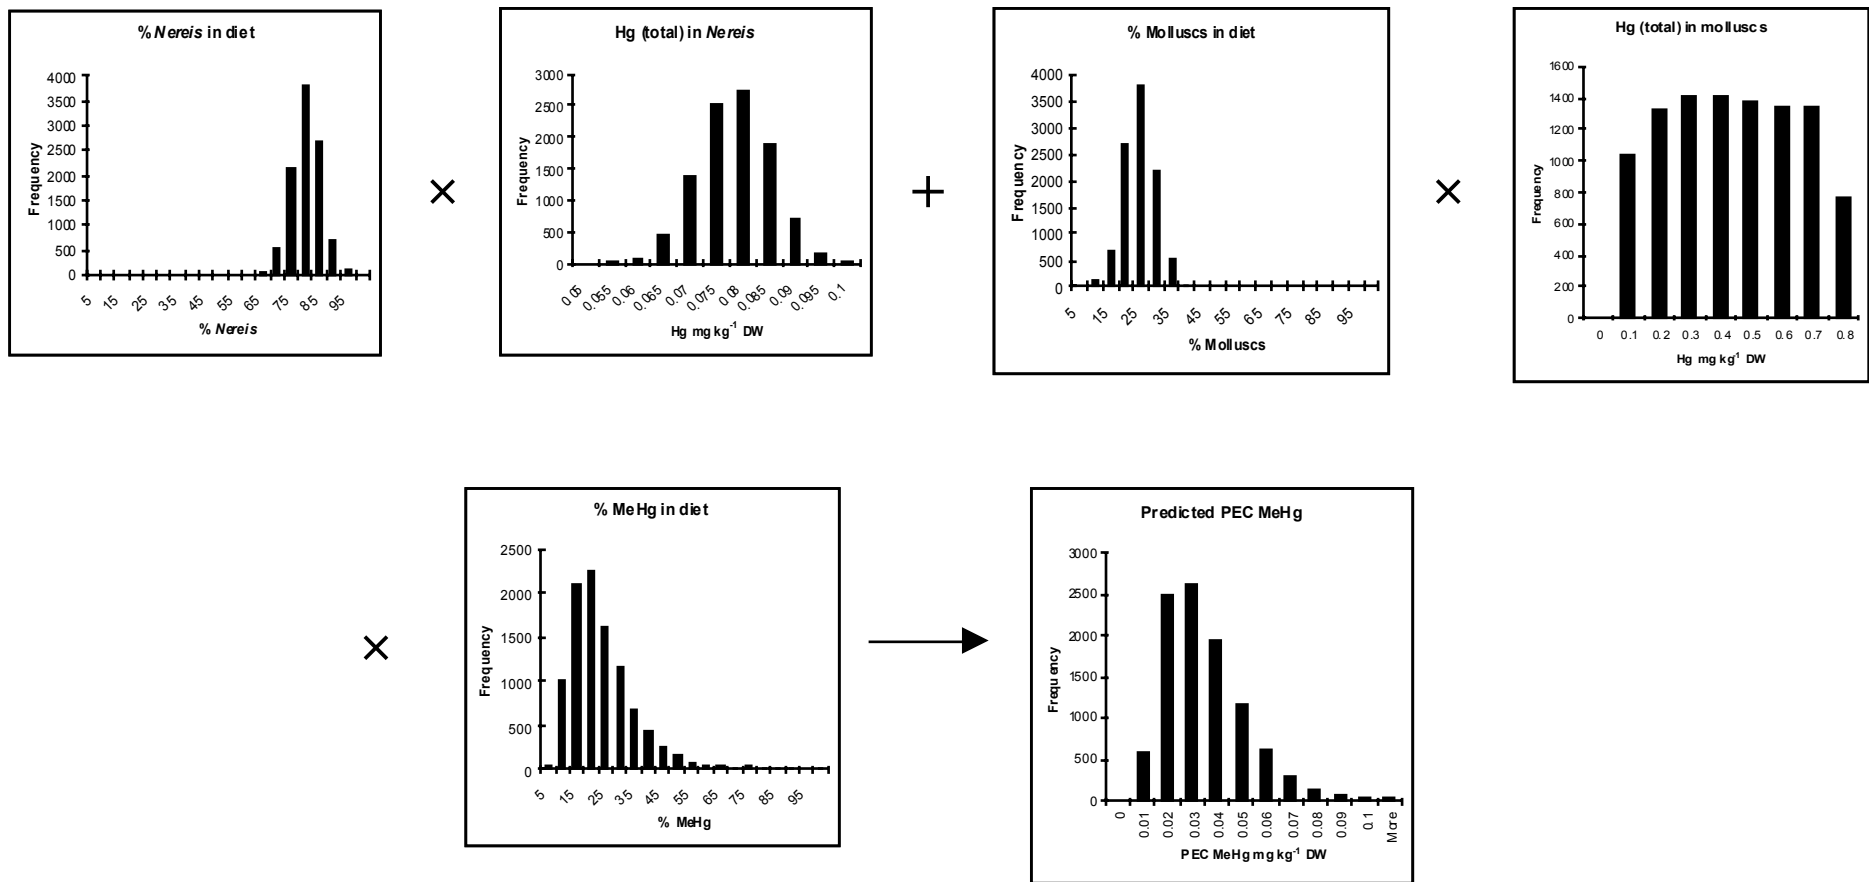 % Nereis in diet
4000
3500
3000
2500
2000
1500
1000
500
0
Frequency
5 15 25 35 45 55 65 75 85 95
% Nereis
×
Hg (total) in Nereis
3000
2500
2000
1500
1000
500
0
Frequency
0.05 0.055 0.06 0.065 0.07 0.075 0.08 0.085 0.09 0.095 0.1
Hg mg kg-1 DW
+
% Molluscs in diet
4000
3500
3000
2500
2000
1500
1000
500
0
Frequency
5 15 25 35 45 55 65 75 85 95
% Molluscs
×
Hg (total) in molluscs
1600
1400
1200
1000
800
600
400
200
0
Frequency
0 0.1 0.2 0.3 0.4 0.5 0.6 0.7 0.8
Hg mg kg-1 DW
×
% MeHg in diet
2500
2000
1500
1000
500
0
Frequency
5 15 25 35 45 55 65 75 85 95
% MeHg
Predicted PEC MeHg
3000
2500
2000
1500
1000
500
0
Frequency
0 0.01 0.02 0.03 0.04 0.05 0.06 0.07 0.08 0.09 0.1 More
PEC MeHg mg kg-1 DW